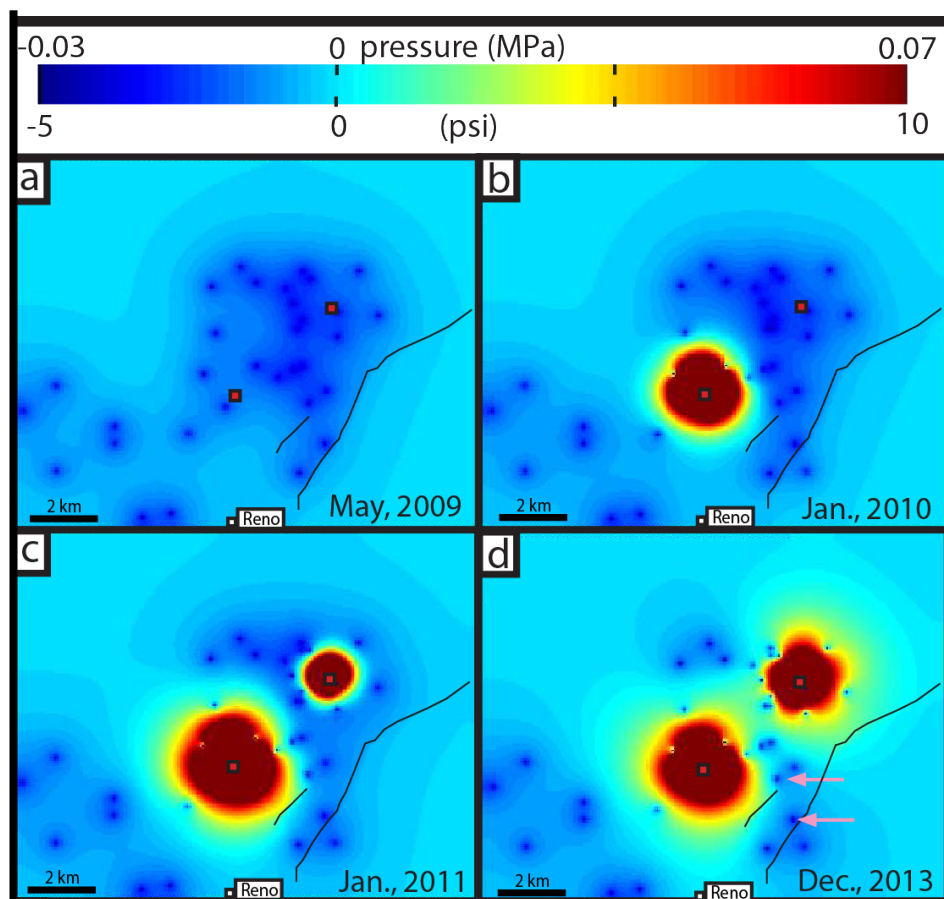 -0.03 0 pressure (MPa) 0.07
-5 0 (psi) 10
a
b
Reno
2 km
May, 2009
Reno
2 km
Jan., 2010
c
d
Reno
2 km
Jan., 2011
Reno
2 km
Dec., 2013